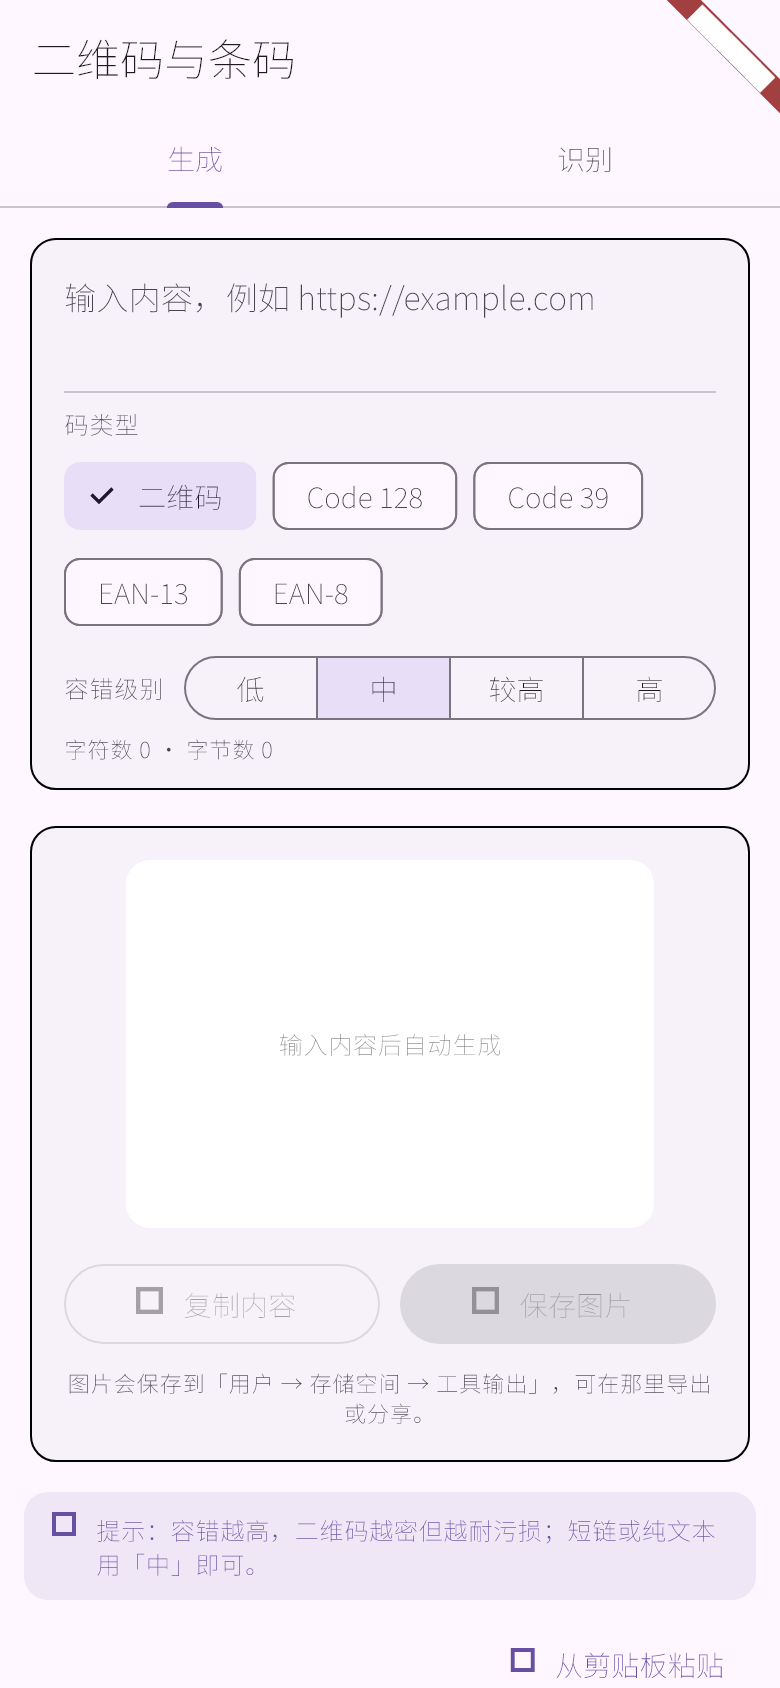 二维码与条码
生成
识别
输入内容，例如 https://example.com
码类型
二维码
Code 128
Code 39
EAN-13
EAN-8
容错级别
低
中
较高
高
字符数 0 · 字节数 0
输入内容后自动生成
复制内容
保存图片
图片会保存到「用户 → 存储空间 → 工具输出」，可在那里导出
或分享。
提示：容错越高，二维码越密但越耐污损；短链或纯文本
用「中」即可。
从剪贴板粘贴